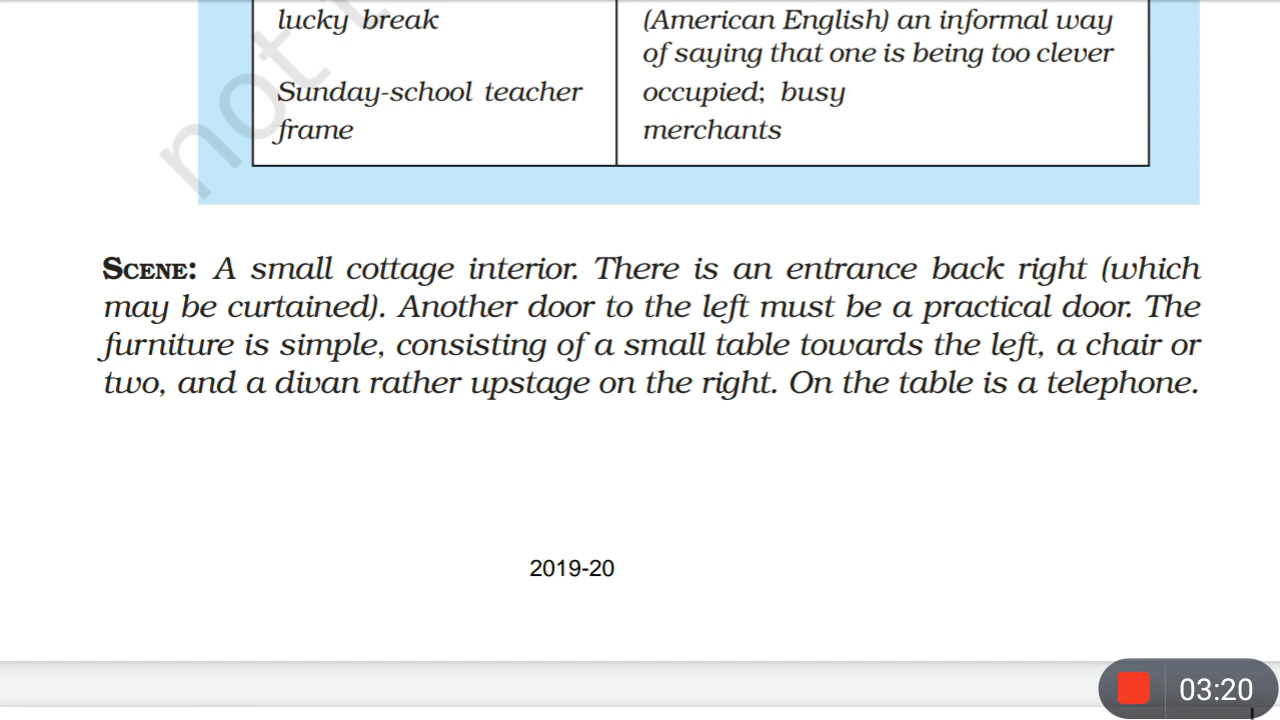 lucky break
(American English) an informal way
of saying that one is being too clever
Sunday-school teacher
occupied; busy
frame
merchants
not
SCENE: A small cottage interior. There is an entrance back right (which
may be curtained). Another door to the left must be a practical door. The
furniture is simple, consisting of a small table towards the left, a chair or
two, and a divan rather upstage on the right. On the table is a telephone.
2019-20
03:20